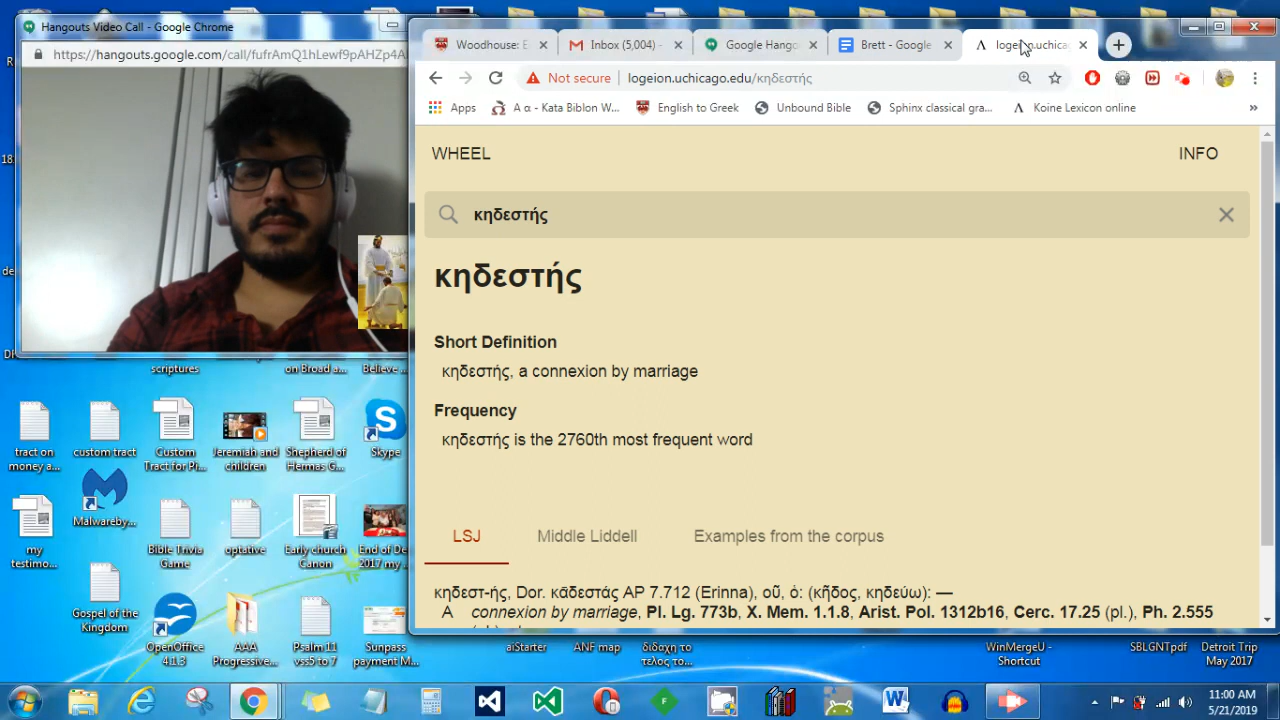 Hangouts Video Call - Google Chrome
https://hangouts.google.com/call/fufrAmQ1hLewf9pAHZp4A
Woodhouse: E
Inbox (5,004) -
Google Hango
Brett - Google
logeion.uchica
Not secure
logeion.uchicago.edu/κηδεστής
Apps
A α - Kata Biblon W...
English to Greek
Unbound Bible
Sphinx classical gra...
Koine Lexicon online
»
WHEEL
INFO
κηδεστής
κηδεστής
Short Definition
κηδεστής, a connexion by marriage
Frequency
κηδεστής is the 2760th most frequent word
LSJ
Middle Liddell
Examples from the corpus
κηδεστ-ής, Dor. κᾱδεστάς AP 7.712 (Erinna), οῦ, ὁ: (κῆδος, κηδεύω): —
A connexion by marriage, Pl. Lg. 773b, X. Mem. 1.1.8, Arist. Pol. 1312b16, Cerc. 17.25 (pl.), Ph. 2.555
scriptures
on Broad a...
Believe ...
tract on
money a...
custom tract
Custom
Tract for Pi...
Jeremiah and
children
Shepherd of
Hermas G...
Skype
my
testimo...
Malwareby...
Bible Trivia
Game
optative
Early church
Canon
End of De
2017 my ...
Gospel of the
Kingdom
OpenOffice
4.1.3
AAA
Progressive...
Psalm 11
vss5 to 7
Sunpass
payment M...
aiStarter
ANF map
διδαχη το
τελος το...
WinMergeU -
Shortcut
SBLGNTpdf
Detroit Trip
May 2017
11:00 AM
5/21/2019